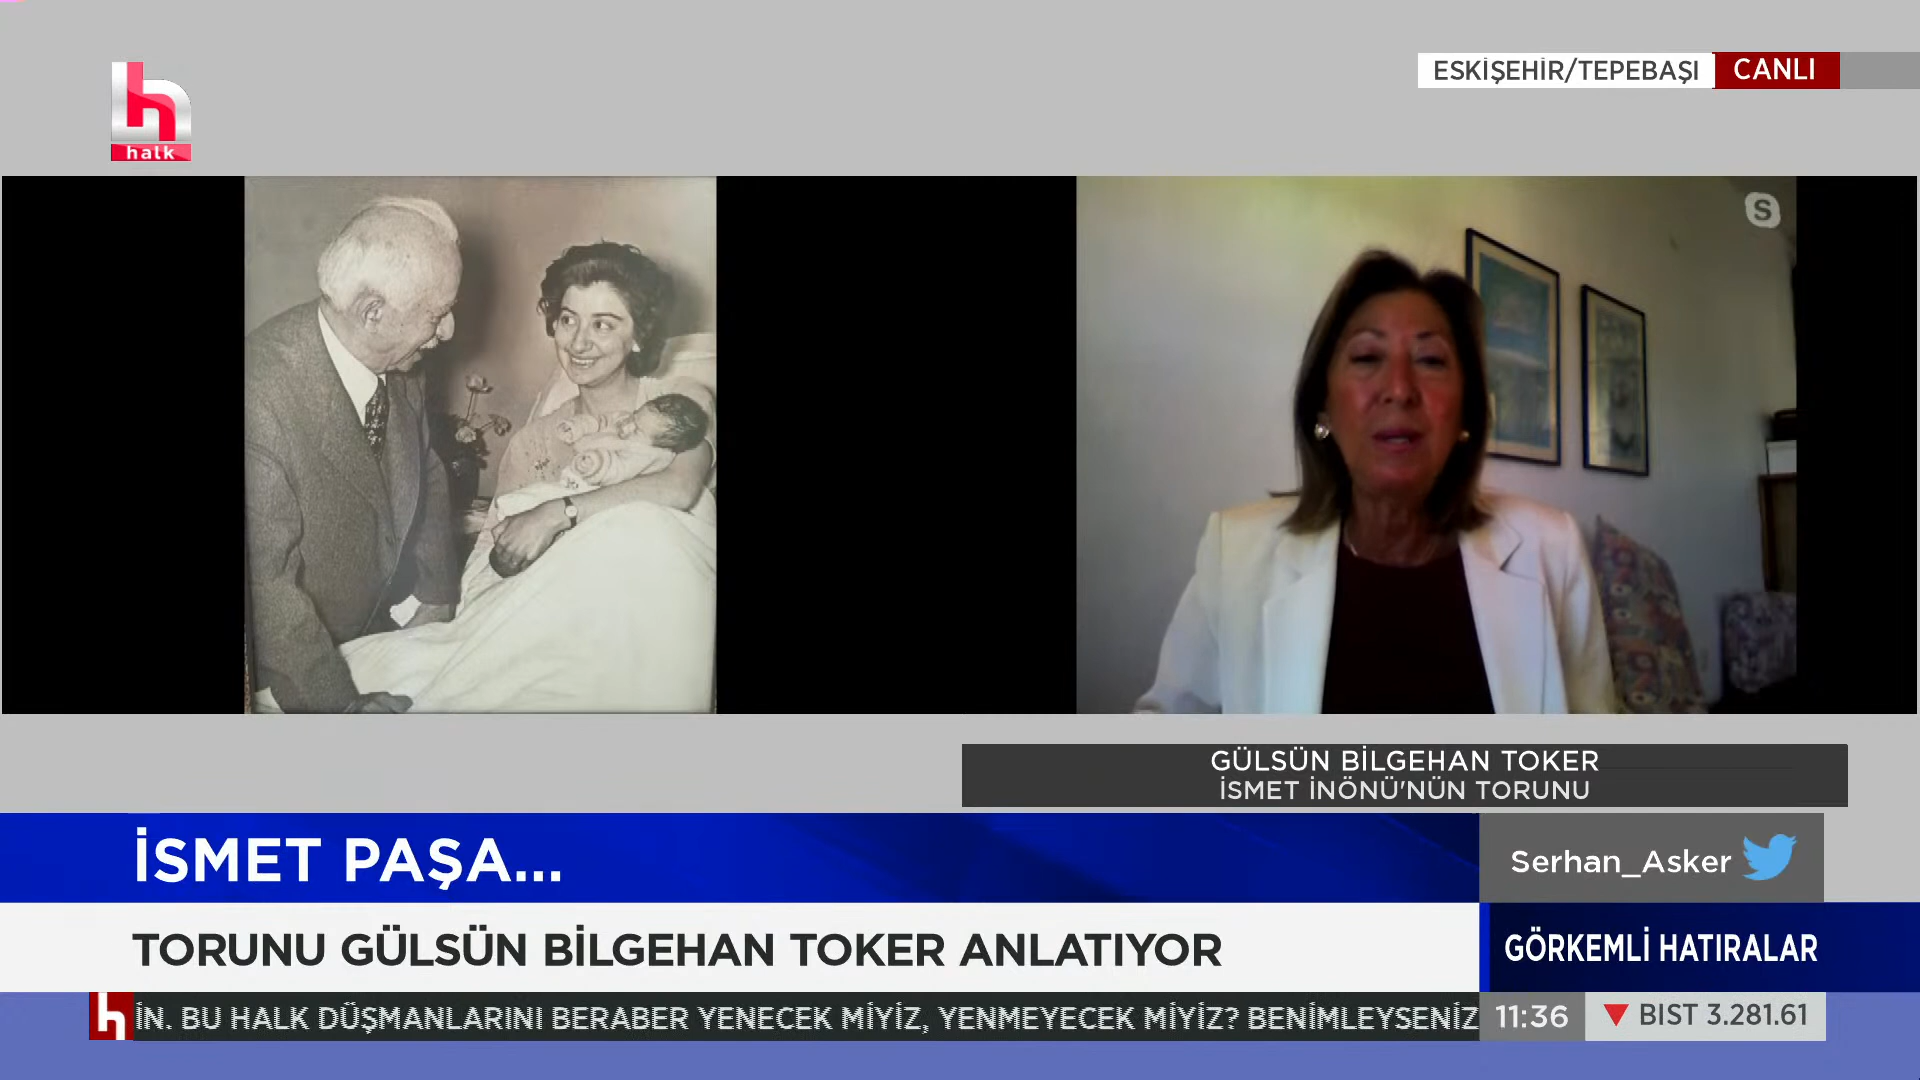 halk
ESKİŞEHİR/TEPEBAŞI CANLI
S
GÜLSÜN BİLGEHAN TOKER
İSMET İNÖNÜ'NÜN TORUNU
İSMET PAŞA...
Serhan_Asker
TORUNU GÜLSÜN BİLGEHAN TOKER ANLATIYOR
GÖRKEMLİ HATIRALAR
İN. BU HALK DÜŞMANLARINI BERABER YENECEK MİYİZ, YENMEYECEK MİYİZ? BENİMLEYSENİZ
11:36
BIST 3.281.61